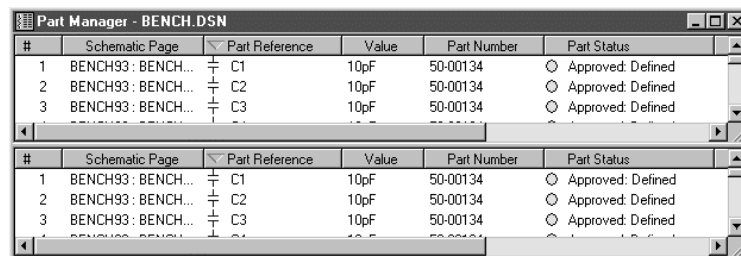 Part Manager - BENCH.DSN
# Schematic Page Part Reference Value Part Number Part Status
1 BENCH93 : BENCH... C1 10pF 50-00134 Approved: Defined
2 BENCH93 : BENCH... C2 10pF 50-00134 Approved: Defined
3 BENCH93 : BENCH... C3 10pF 50-00134 Approved: Defined
# Schematic Page Part Reference Value Part Number Part Status
1 BENCH93 : BENCH... C1 10pF 50-00134 Approved: Defined
2 BENCH93 : BENCH... C2 10pF 50-00134 Approved: Defined
3 BENCH93 : BENCH... C3 10pF 50-00134 Approved: Defined